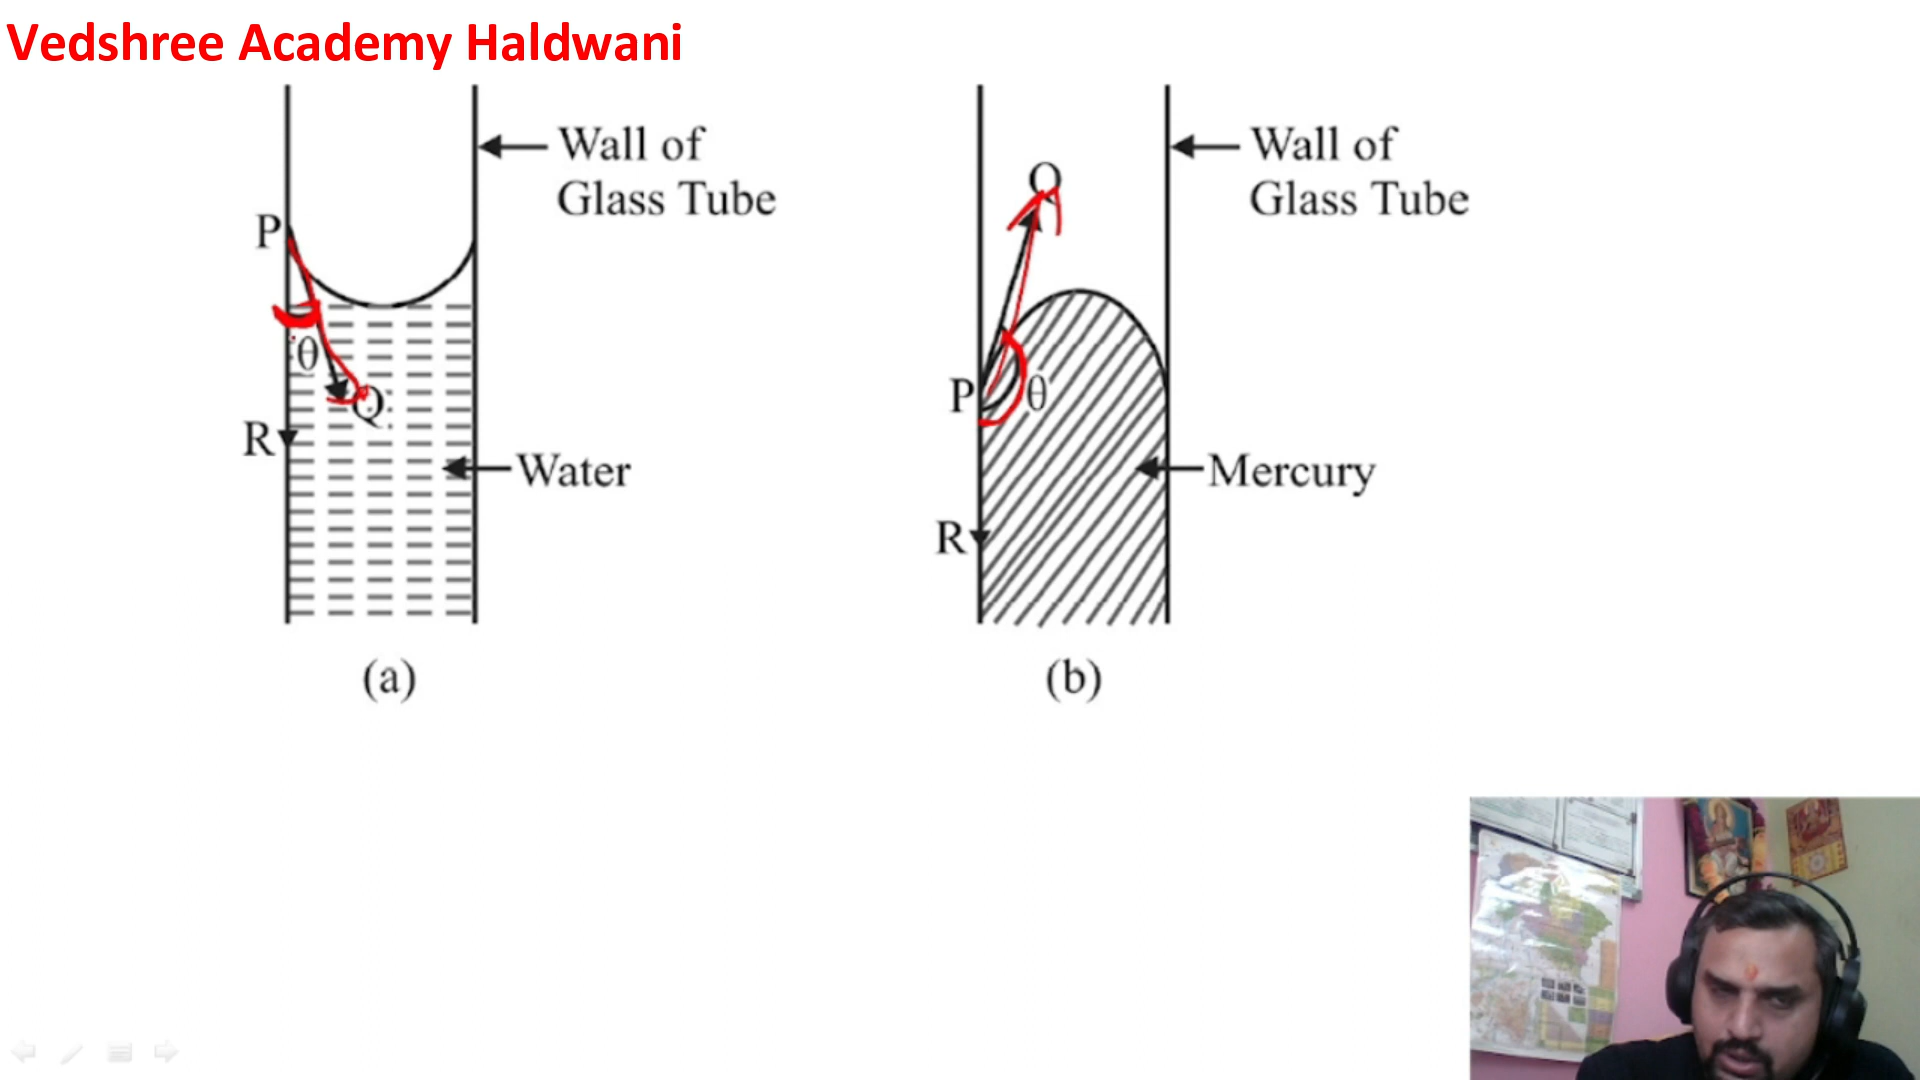 Vedshree Academy Haldwani
Wall of
Glass Tube
P
θ
Q
R
Water
(a)
Wall of
Glass Tube
Q
P
θ
R
Mercury
(b)